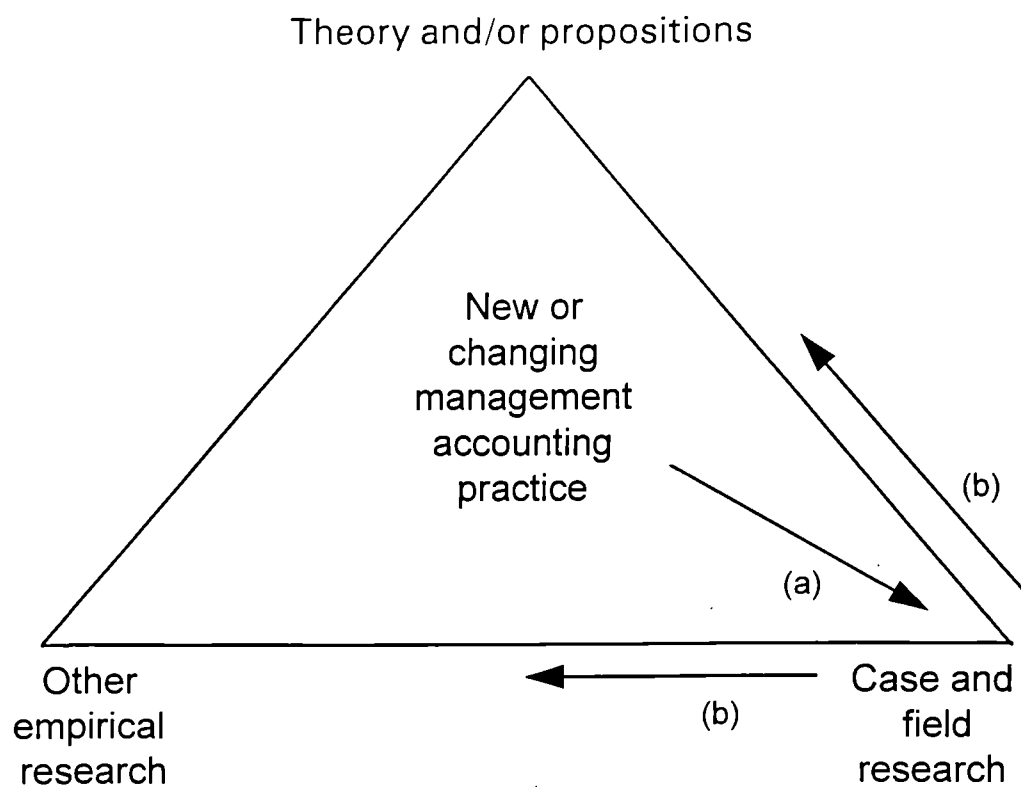 Theory and/or propositions
New or
changing
management
accounting
practice
(b)
(a)
Other
empirical
research
(b)
Case and
field
research